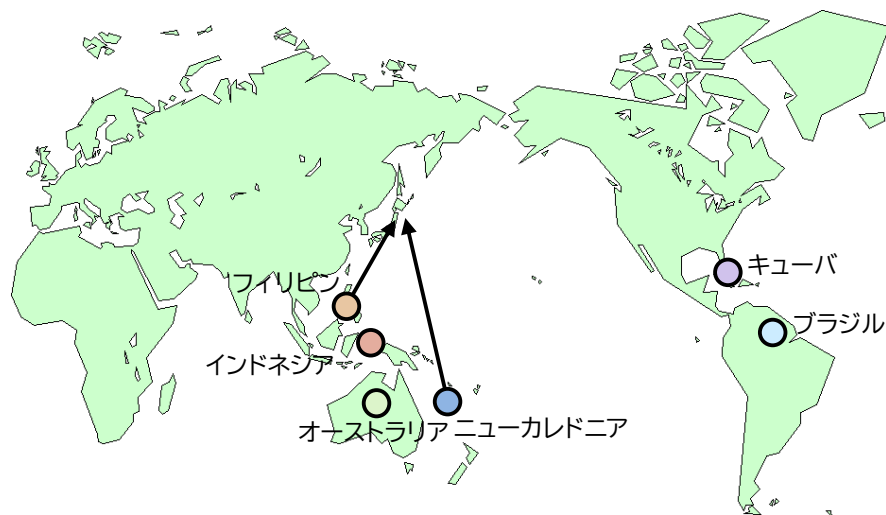 キューバ
フィリピン
ブラジル
インドネシア
オーストラリア
ニューカレドニア